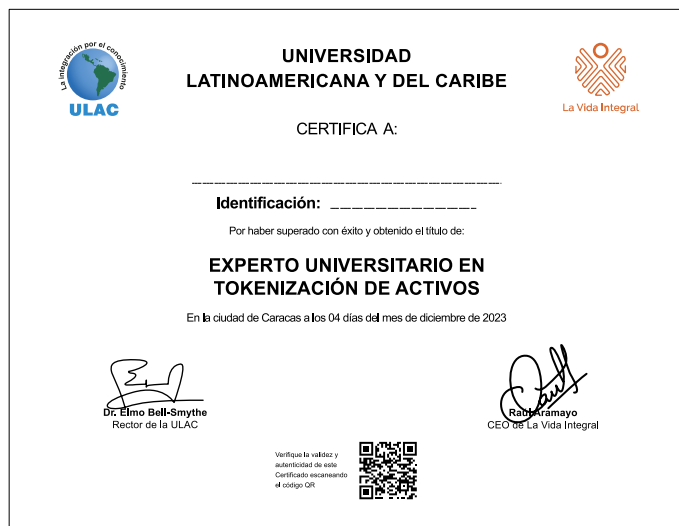 La integración por el conocimiento
ULAC
UNIVERSIDAD
LATINOAMERICANA Y DEL CARIBE
La Vida Integral
CERTIFICA A:
Identificación:
Por haber superado con éxito y obtenido el título de:
EXPERTO UNIVERSITARIO EN
TOKENIZACIÓN DE ACTIVOS
En la ciudad de Caracas a los 04 días del mes de diciembre de 2023
Dr. Elmo Bell-Smythe
Rector de la ULAC
Raúl Aramayo
CEO de La Vida Integral
Verifique la validez y
autenticidad de este
Certificado escaneando
el código QR